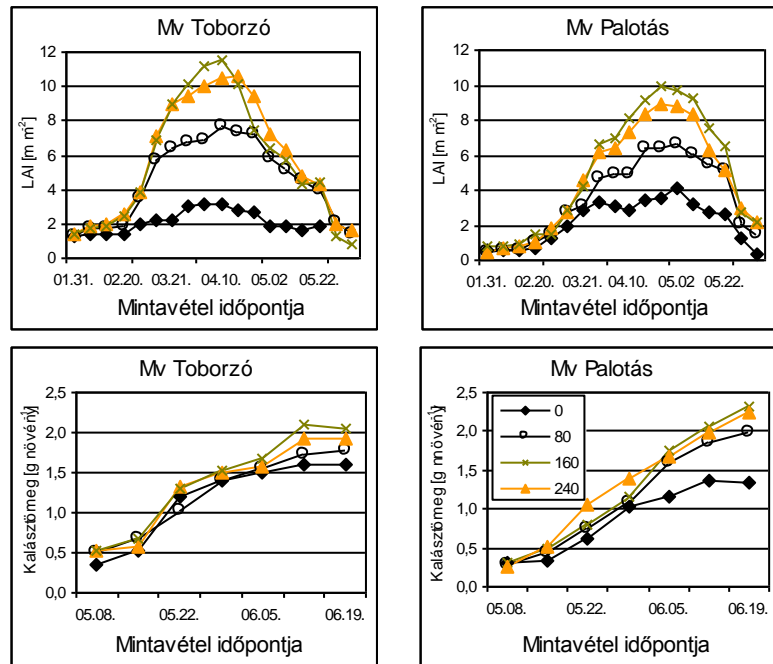 Mv Toborzó
LAI [m m-2]
12
10
8
6
4
2
0
01.31. 02.20. 03.21. 04.10. 05.02 05.22.
Mintavétel időpontja
Mv Palotás
LAI [m m-2]
12
10
8
6
4
2
0
01.31. 02.20. 03.21. 04.10. 05.02 05.22.
Mintavétel időpontja
Mv Toborzó
Kalásztömeg [g növény]
2,5
2,0
1,5
1,0
0,5
0,0
05.08. 05.22. 06.05. 06.19.
Mintavétel időpontja
Mv Palotás
Kalásztömeg [g növény]
2,5
2,0
1,5
1,0
0,5
0,0
0
80
160
240
05.08. 05.22. 06.05. 06.19.
Mintavétel időpontja